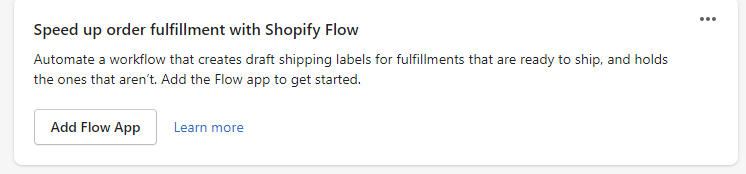 Speed up order fulfillment with Shopify Flow
Automate a workflow that creates draft shipping labels for fulfillments that are ready to ship, and holds
the ones that aren't. Add the Flow app to get started.
Add Flow App
Learn more